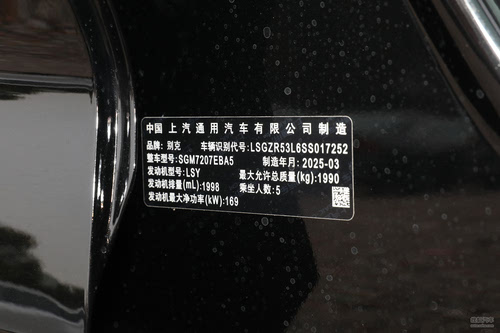 中国 上汽通用汽车有限公司制造
品牌:别克 车辆识别代号:LSGZR53L6SS017252
整车型号:SGM7207EBA5 制造年月:2025-03
发动机型号:LSY 最大允许总质量(kg):1990
发动机排量(mL):1998 乘坐人数:5
发动机最大净功率(kW):169